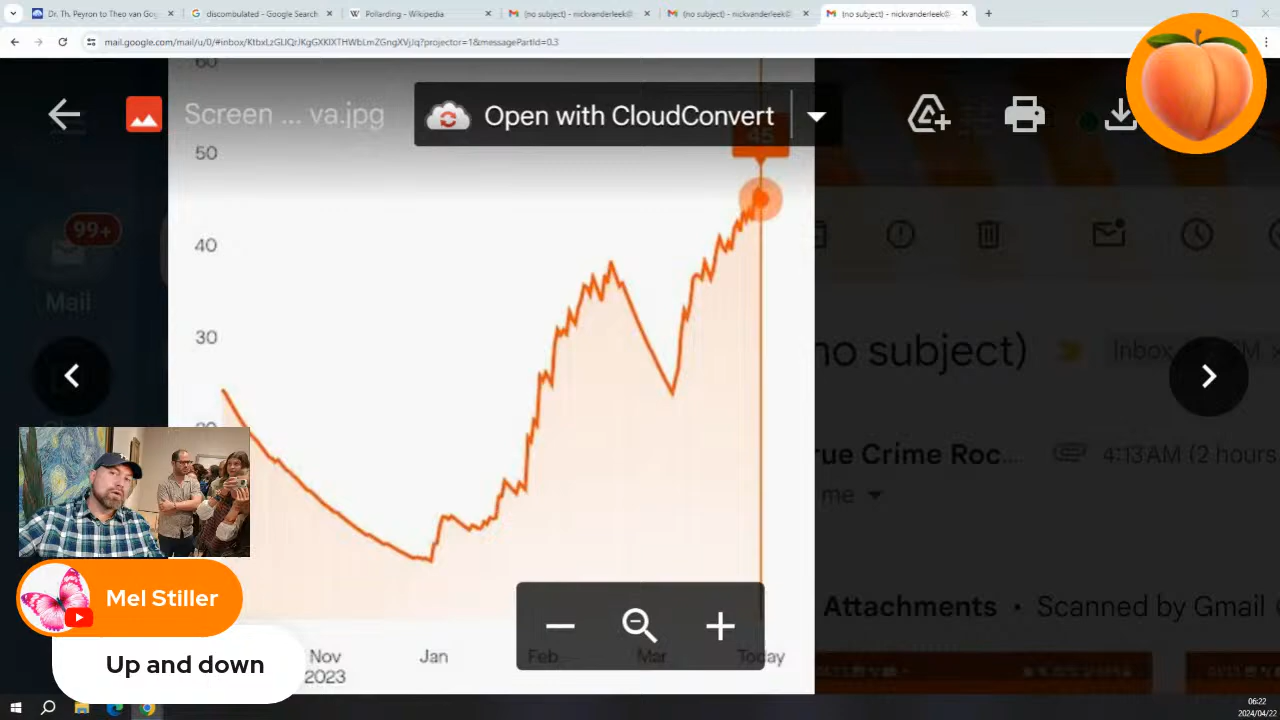 Dr. Th. Peyron to Theo van Gog
discombulated - Google Search
Pollarding - Wikipedia
(no subject) - nickvanderleek@
(no subject) - nickvanderleek@
(no subject) - nickvanderleek@
mail.google.com/mail/u/0/#inbox/KtbxLzGLlQrJKgGXKlXTHWbLmZGngXVjJq?projector=1&messagePartId=0.3
Screen ... va.jpg
Open with CloudConvert
60
50
40
30
20
45
99+
Mail
no subject)
Inbox
rue Crime Roc...
4:13 AM (2 hours
me
Attachments • Scanned by Gmail
Nov
2023
Jan
Feb
Mar
Today
Mel Stiller
Up and down
06:22
2024/04/22